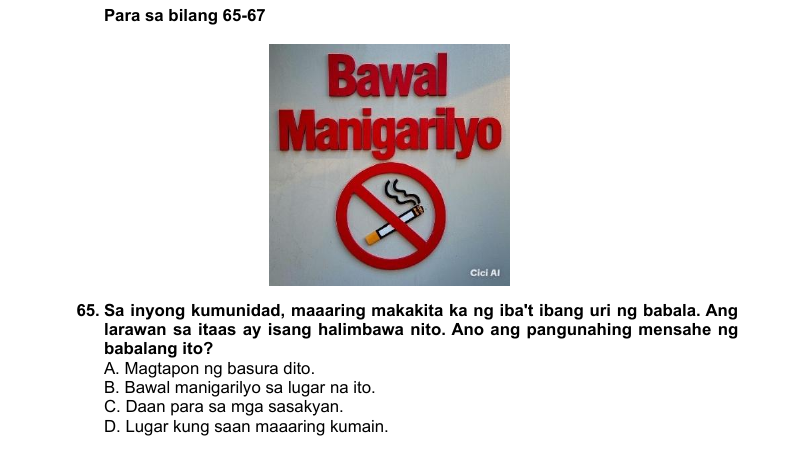 Para sa bilang 65-67
Bawal
Manigarilyo
Cici AI
65. Sa inyong kumunidad, maaaring makakita ka ng iba't ibang uri ng babala. Ang
larawan sa itaas ay isang halimbawa nito. Ano ang pangunahing mensahe ng
babalang ito?
A. Magtapon ng basura dito.
B. Bawal manigarilyo sa lugar na ito.
C. Daan para sa mga sasakyan.
D. Lugar kung saan maaaring kumain.